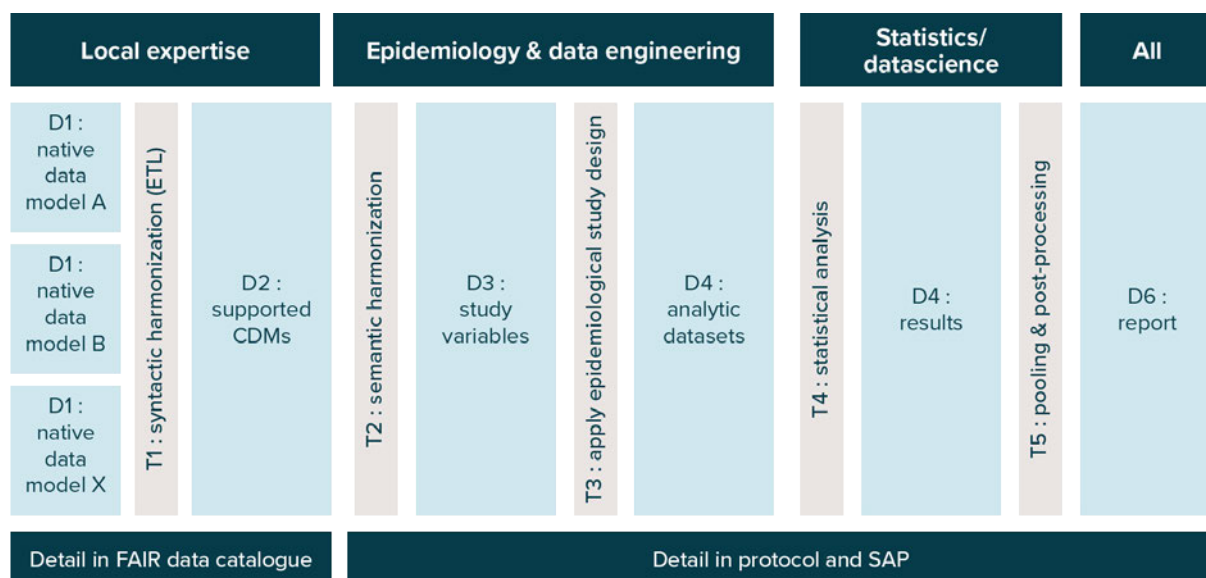 Local expertise
Epidemiology & data engineering
Statistics/
datascience
All
D1 :
native
data
model A
D1 :
native
data
model B
D1 :
native
data
model X
T1 : syntactic harmonization (ETL)
D2 :
supported
CDMs
T2 : semantic harmonization
D3 :
study
variables
T3 : apply epidemiological study design
D4 :
analytic
datasets
T4 : statistical analysis
D4 :
results
T5 : pooling & post-processing
D6 :
report
Detail in FAIR data catalogue
Detail in protocol and SAP